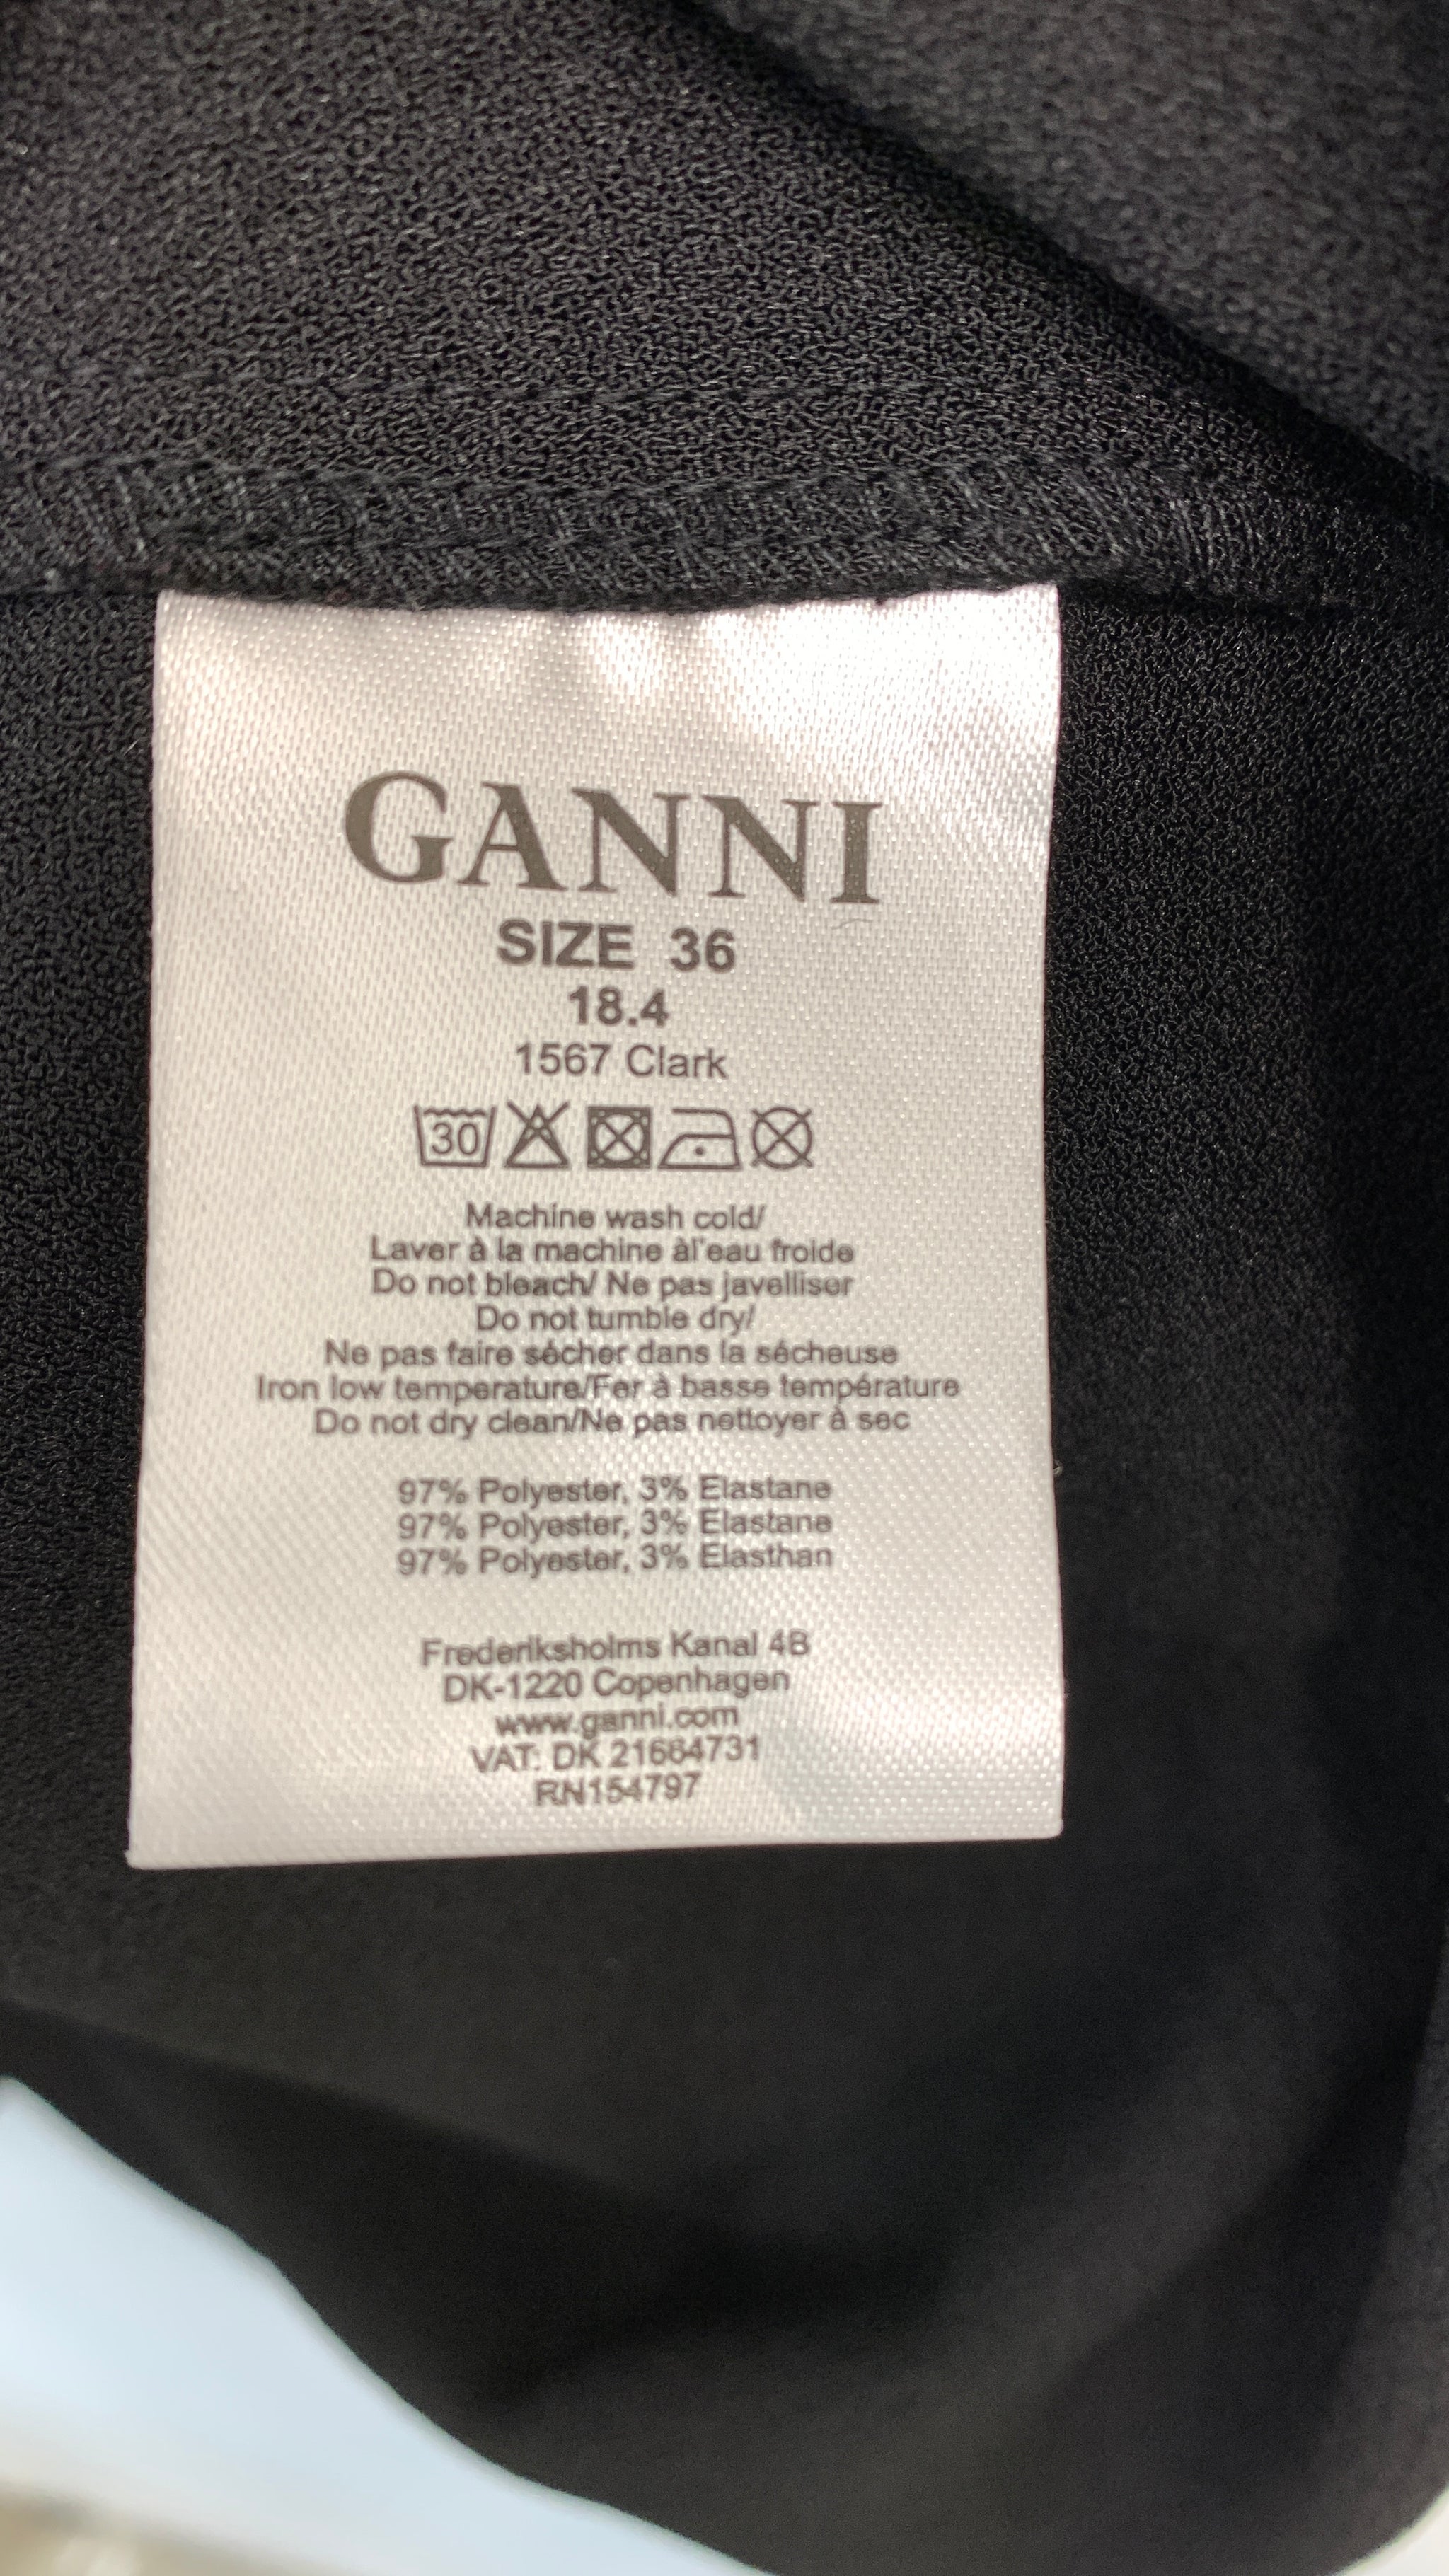 GANNI
SIZE 36
18.4
1567 Clark
30
Machine wash cold/
Laver à la machine àl'eau froide
Do not bleach/ Ne pas javelliser
Do not tumble dry/
Ne pas faire sécher dans la sécheuse
Iron low temperature/Fer à basse température
Do not dry clean/Ne pas nettoyer à sec
97% Polyester, 3% Elastane
97% Polyester, 3% Elastane
97% Polyester, 3% Elasthan
Frederiksholms Kanal 4B
DK-1220 Copenhagen
www.ganni.com
VAT: DK 21664731
RN154797